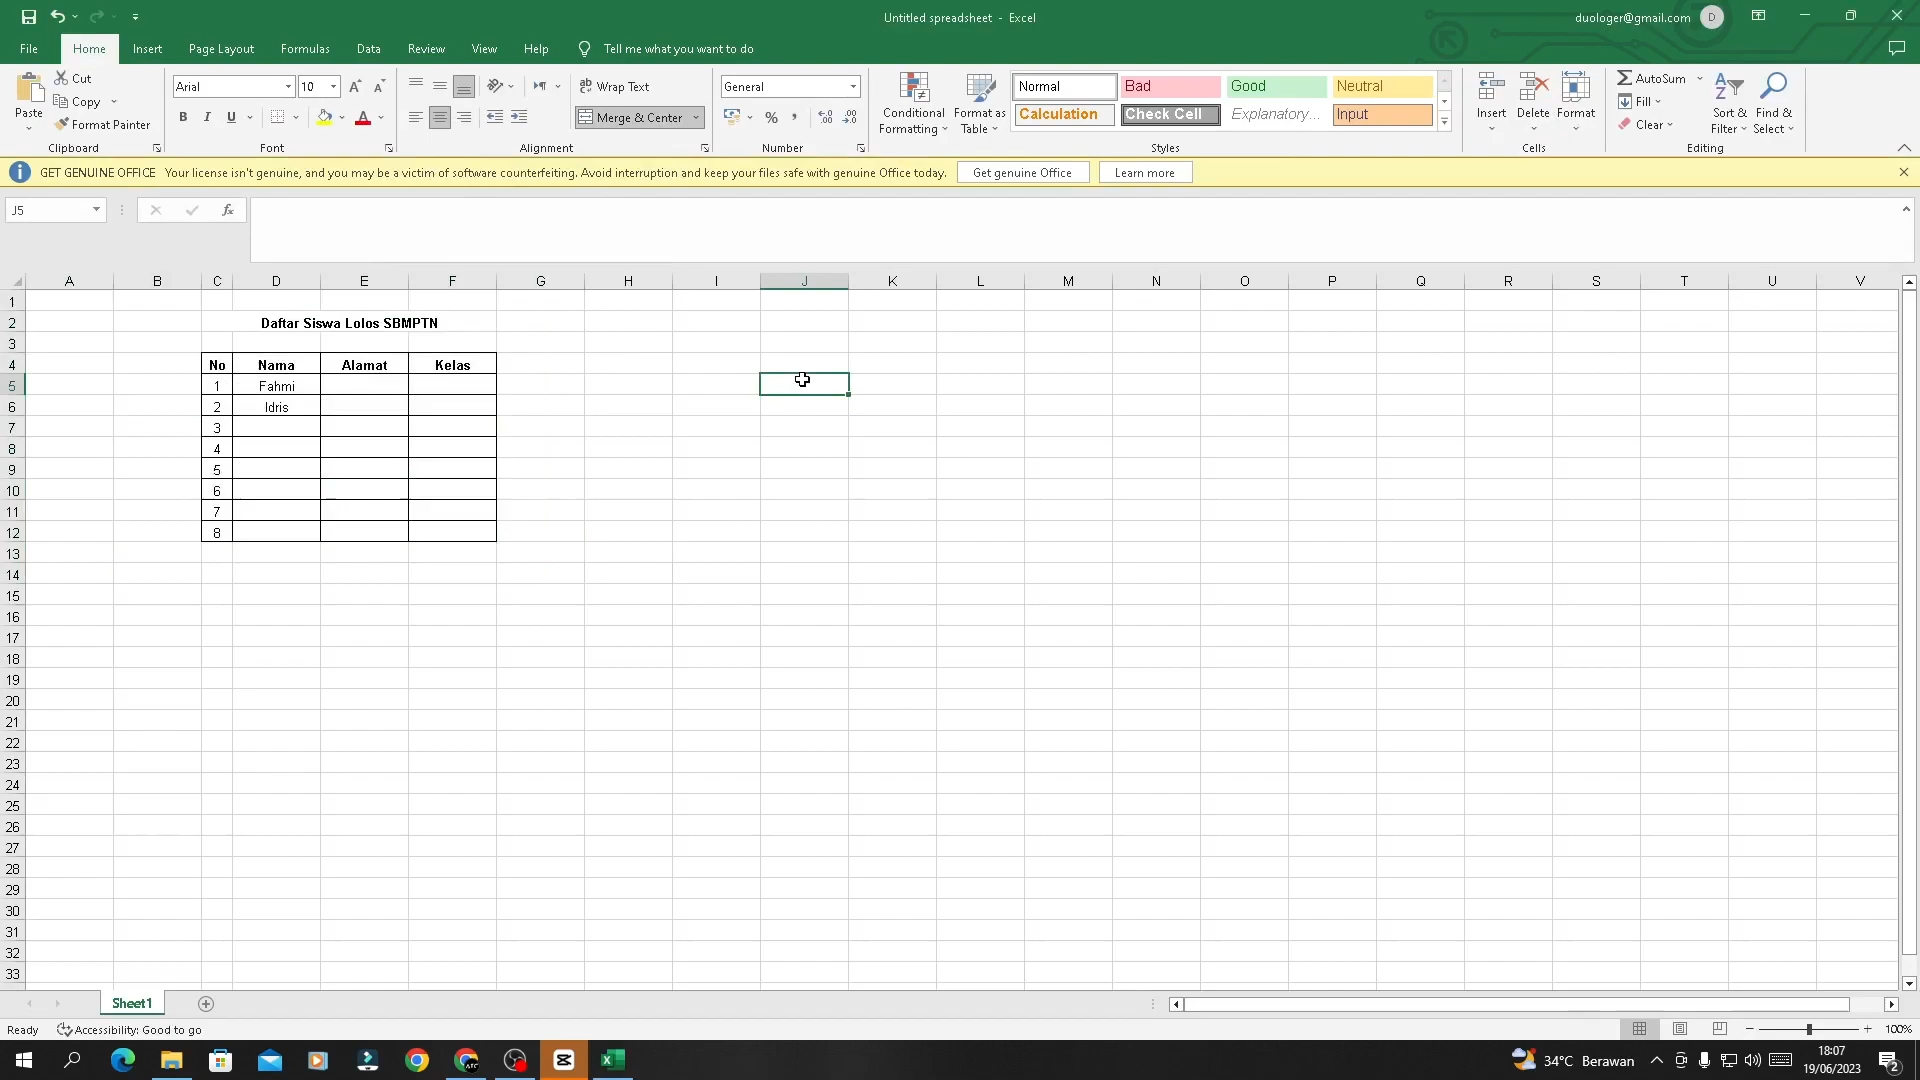 Untitled spreadsheet - Excel
duologer@gmail.com D
File Home Insert Page Layout Formulas Data Review View Help Tell me what you want to do
Paste
Cut
Copy
Format Painter
Clipboard
Arial 10
B I U
Font
Wrap Text
Merge & Center
Alignment
General
Number
Conditional Formatting
Format as Table
Normal Bad Good Neutral
Calculation Check Cell Explanatory... Input
Styles
Insert Delete Format
Cells
AutoSum
Fill
Clear
Sort & Filter
Find & Select
Editing
GET GENUINE OFFICE Your license isn't genuine, and you may be a victim of software counterfeiting. Avoid interruption and keep your files safe with genuine Office today. Get genuine Office Learn more
J5 fx
A B C D E F G H I J K L M N O P Q R S T U V
1
2 Daftar Siswa Lolos SBMPTN
3
4 No Nama Alamat Kelas
5 1 Fahmi
6 2 Idris
7 3
8 4
9 5
10 6
11 7
12 8
13
14
15
16
17
18
19
20
21
22
23
24
25
26
27
28
29
30
31
32
33
Sheet1
Ready Accessibility: Good to go 100%
34°C Berawan
18:07
19/06/2023
2